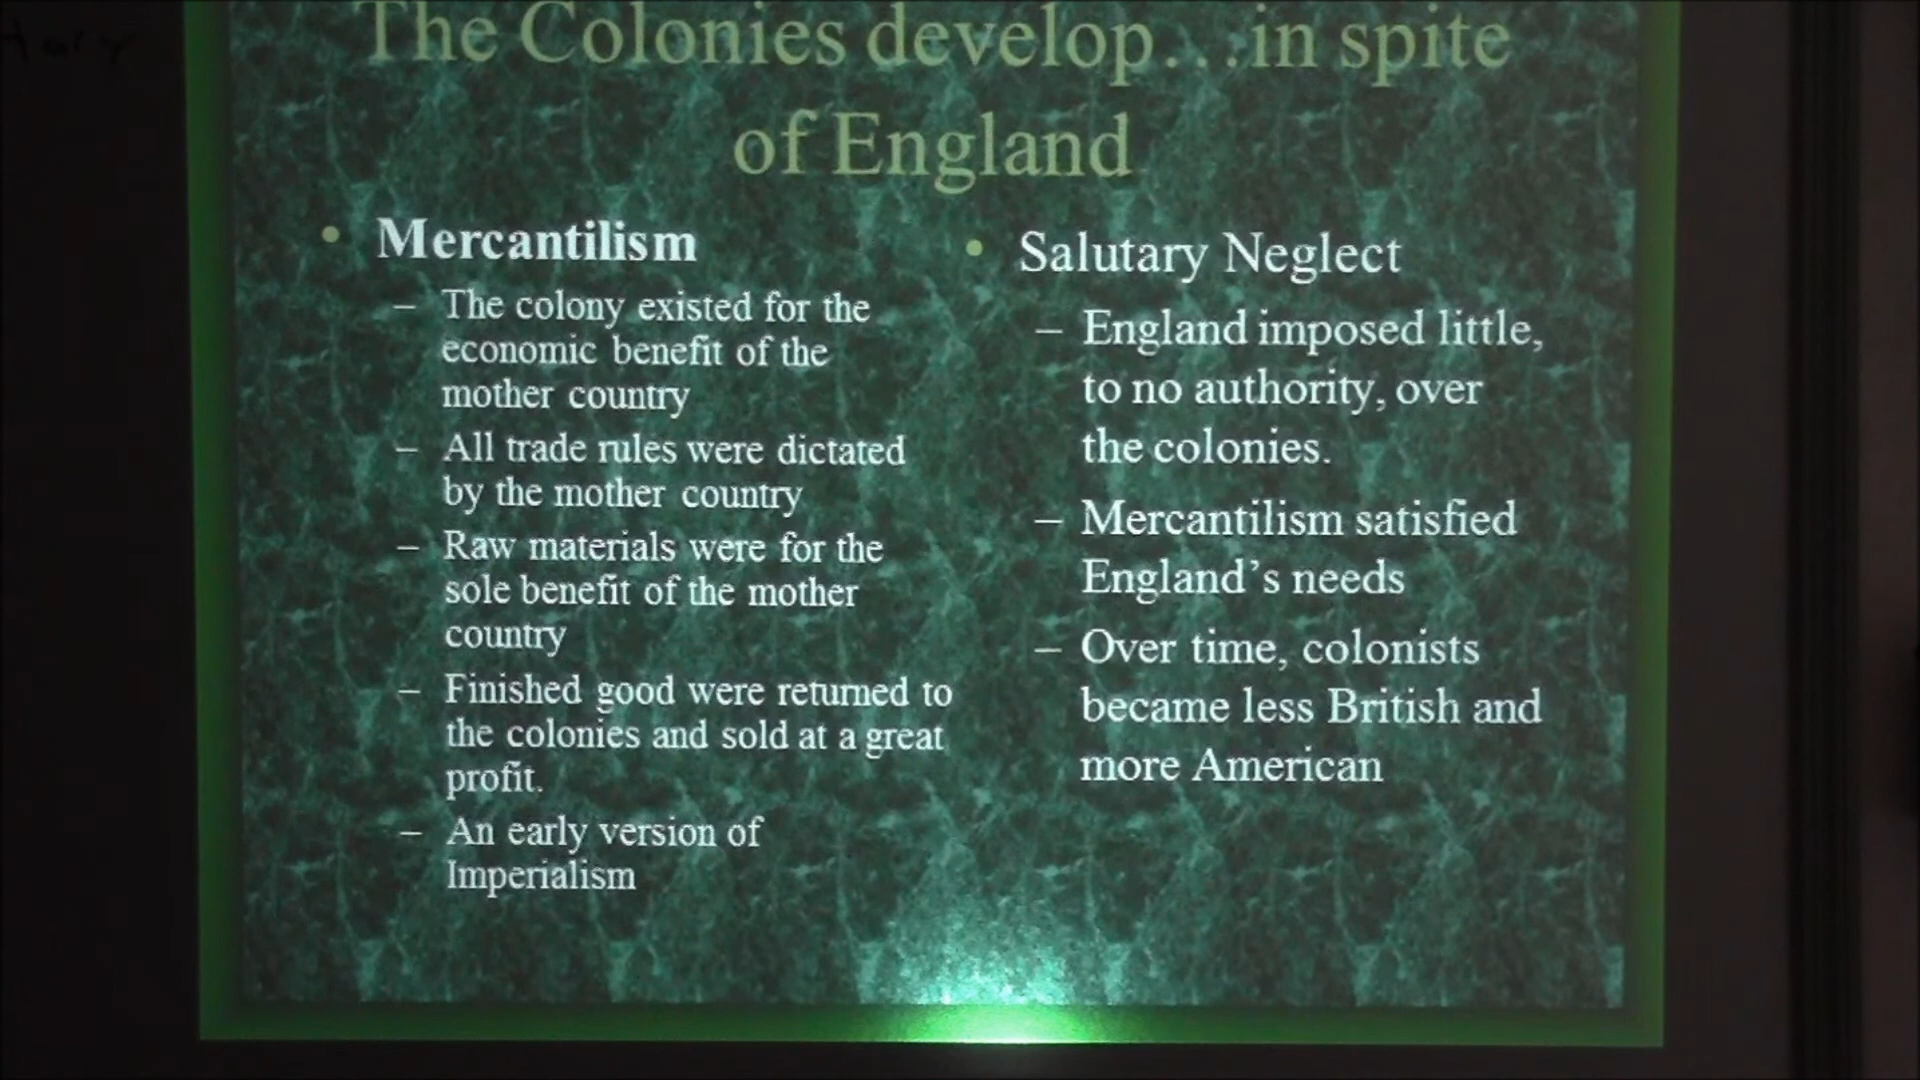 The Colonies develop…in spite
of England
• Mercantilism
– The colony existed for the
economic benefit of the
mother country
– All trade rules were dictated
by the mother country
– Raw materials were for the
sole benefit of the mother
country
– Finished good were returned to
the colonies and sold at a great
profit.
– An early version of
Imperialism
• Salutary Neglect
– England imposed little,
to no authority, over
the colonies.
– Mercantilism satisfied
England’s needs
– Over time, colonists
became less British and
more American